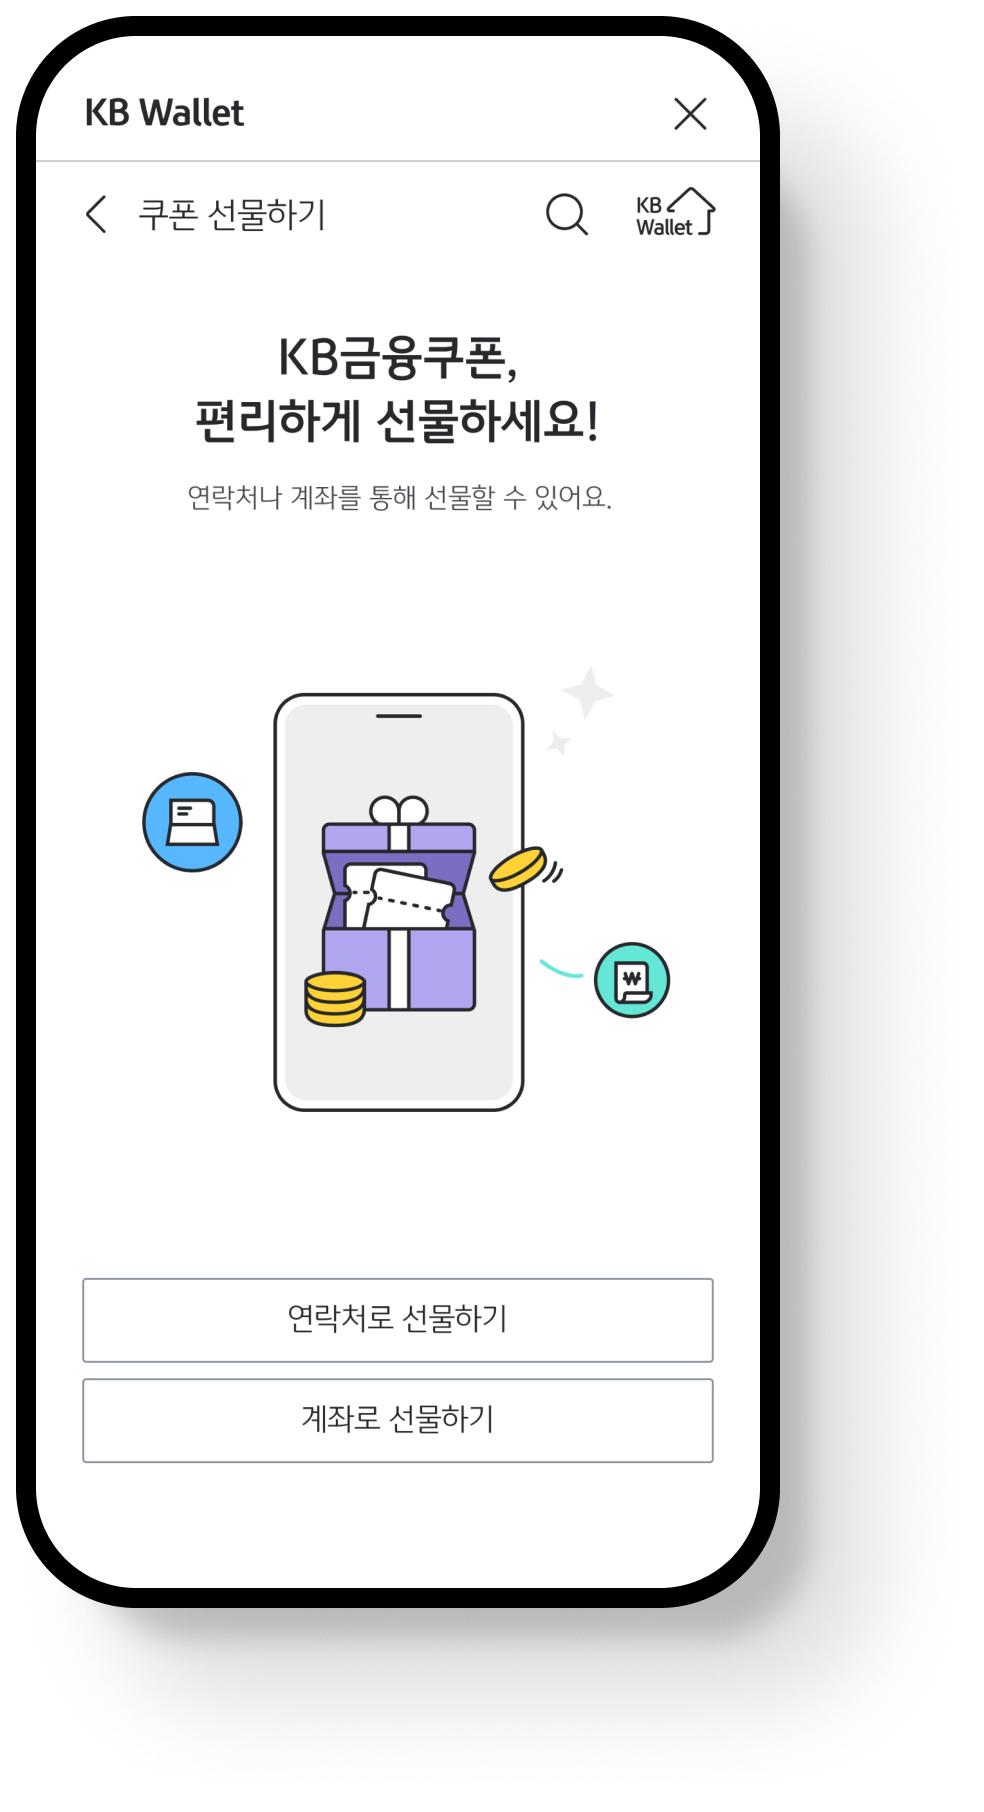 KB Wallet
쿠폰 선물하기
KB
Wallet
KB금융쿠폰,
편리하게 선물하세요!
연락처나 계좌를 통해 선물할 수 있어요.
₩
연락처로 선물하기
계좌로 선물하기